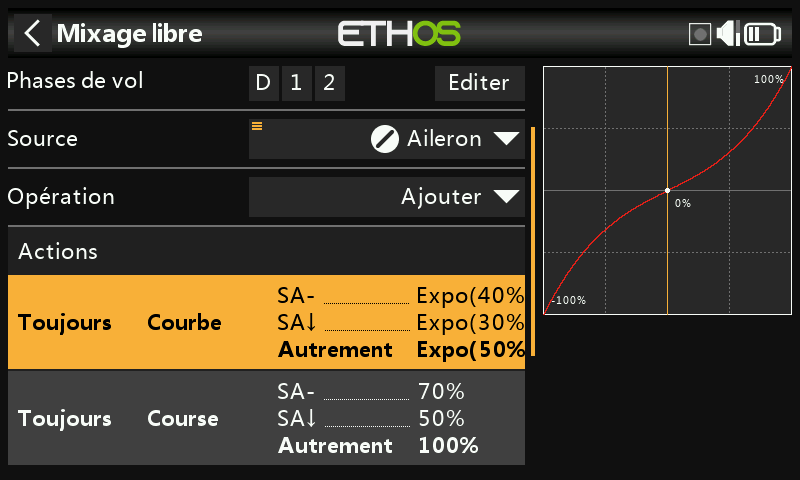 Mixage libre
ETHOS
Phases de vol D 1 2 Editer
Source Aileron
Opération Ajouter
Actions
Toujours Courbe
SA- Expo(40%
SA↓ Expo(30%
Autrement Expo(50%
Toujours Course
SA- 70%
SA↓ 50%
Autrement 100%
100%
0%
-100%